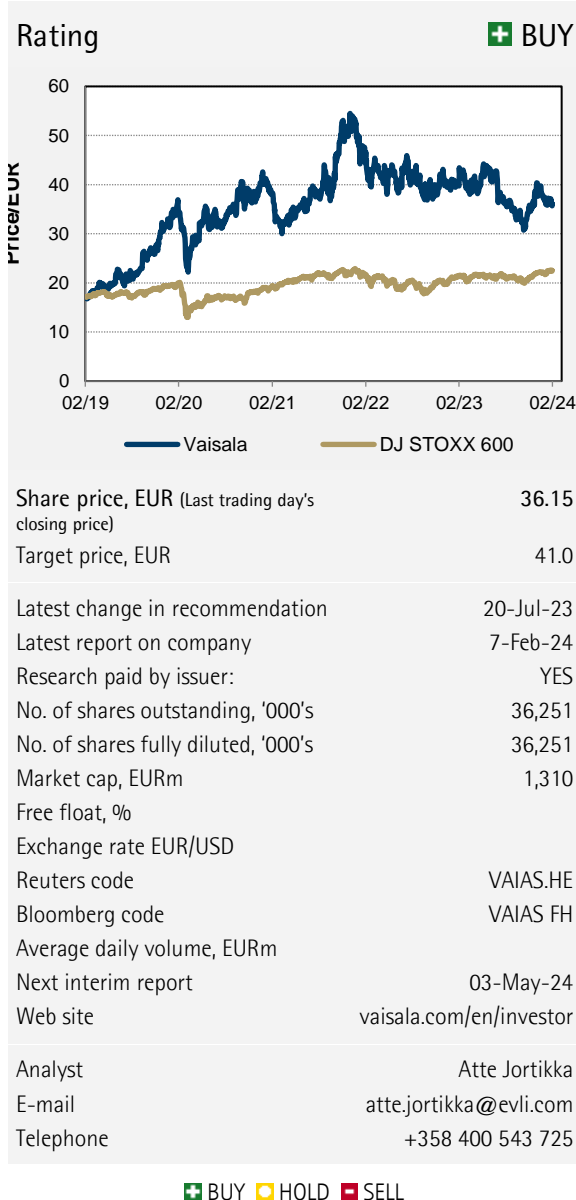 Rating BUY
Price/EUR
60
50
40
30
20
10
0
02/19 02/20 02/21 02/22 02/23 02/24
Vaisala DJ STOXX 600
Share price, EUR (Last trading day's 36.15
closing price)
Target price, EUR 41.0
Latest change in recommendation 20-Jul-23
Latest report on company 7-Feb-24
Research paid by issuer: YES
No. of shares outstanding, '000's 36,251
No. of shares fully diluted, '000's 36,251
Market cap, EURm 1,310
Free float, %
Exchange rate EUR/USD
Reuters code VAIAS.HE
Bloomberg code VAIAS FH
Average daily volume, EURm
Next interim report 03-May-24
Web site vaisala.com/en/investor
Analyst Atte Jortikka
E-mail atte.jortikka@evli.com
Telephone +358 400 543 725
BUY HOLD SELL